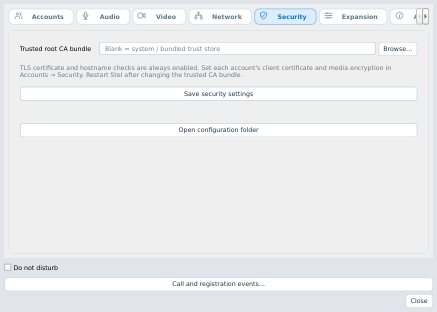 Accounts Audio Video Network Security Expansion
Trusted root CA bundle Blank = system / bundled trust store Browse...
TLS certificate and hostname checks are always enabled. Set each account's client certificate and media encryption in
Accounts → Security. Restart Stel after changing the trusted CA bundle.
Save security settings
Open configuration folder
Do not disturb
Call and registration events...
Close